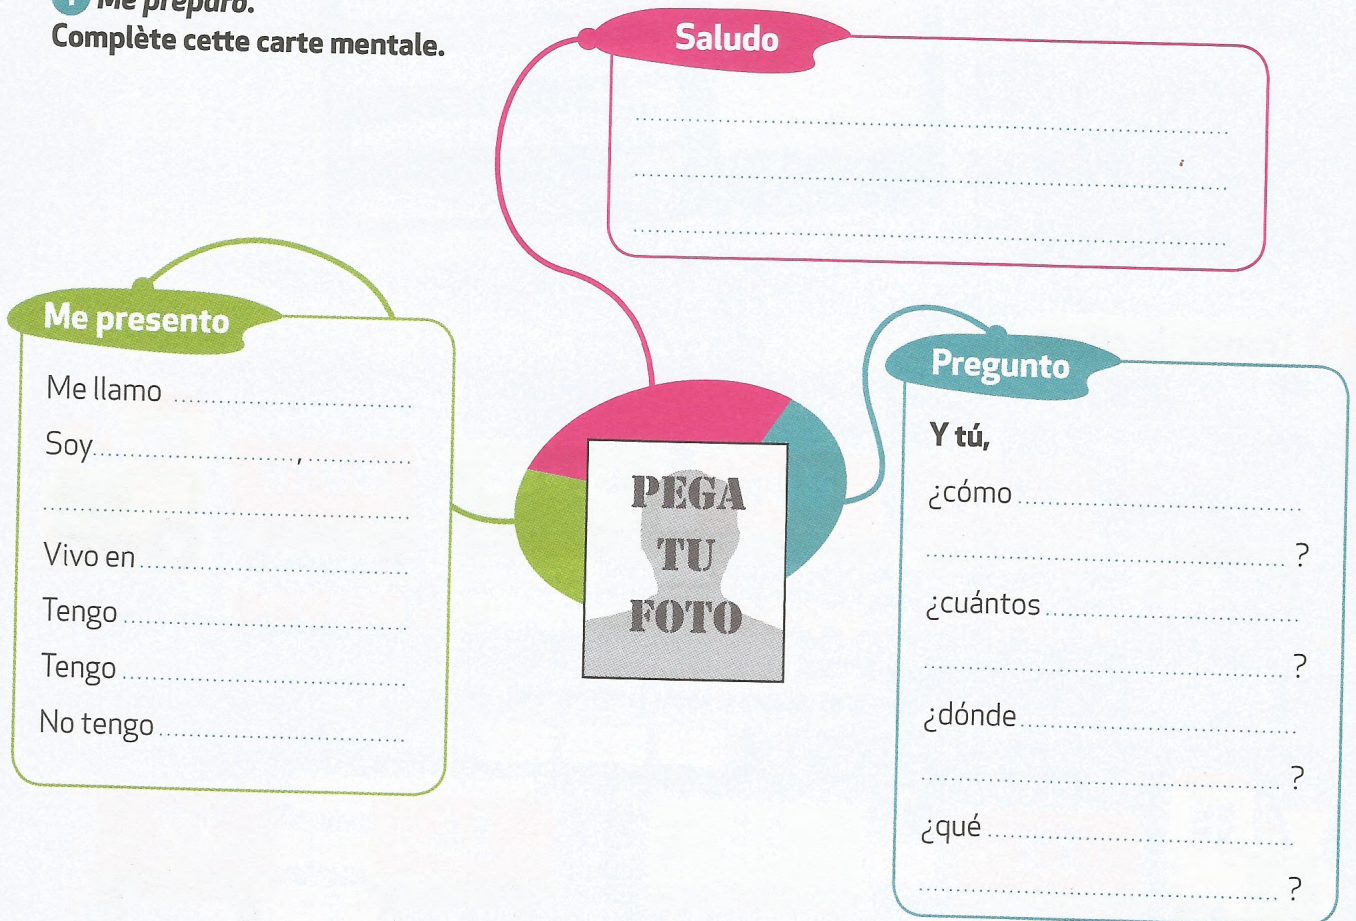 1 Me preparo.
Complète cette carte mentale.
Saludo
Me presento
Me llamo ..............................
Soy.............................., ..............
..............................
Vivo en ..............................
Tengo ..............................
Tengo ..............................
No tengo ..............................
PEGA
TU
FOTO
Pregunto
Y tú,
¿cómo ..............................
.............................. ?
¿cuántos ..............................
.............................. ?
¿dónde ..............................
.............................. ?
¿qué ..............................
.............................. ?